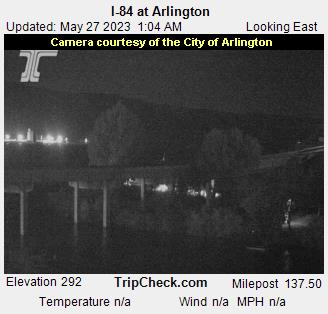 I-84 at Arlington
Updated: May 27 2023 1:04 AM Looking East
Camera courtesy of the City of Arlington
Elevation 292 TripCheck.com Milepost 137.50
Temperature n/a Wind n/a MPH n/a